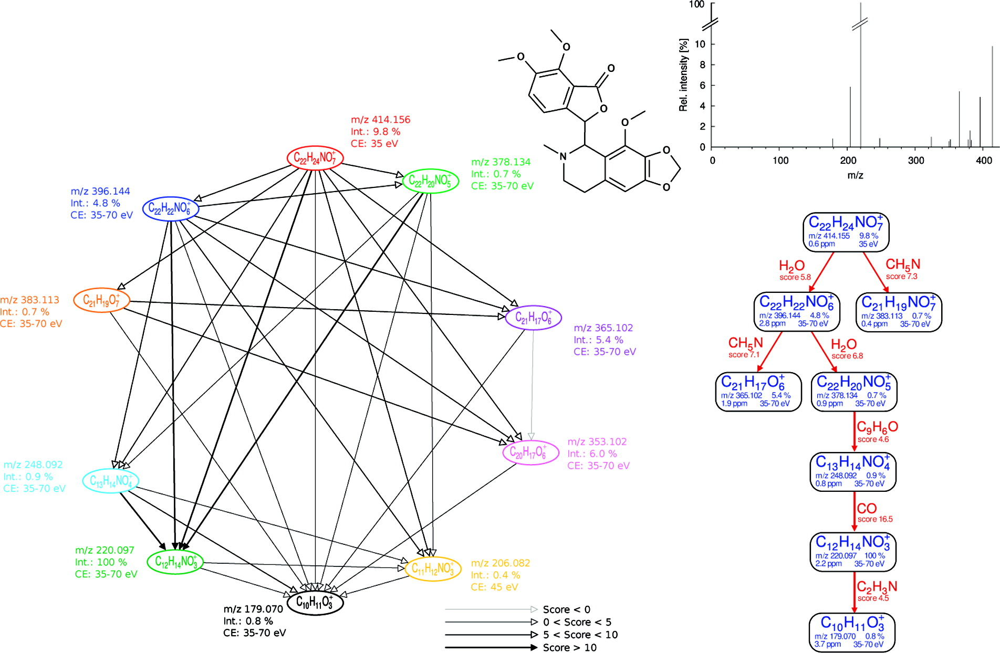 m/z 414.156
Int.: 9.8 %
CE: 35 eV
C22H24NO7+
m/z 378.134
Int.: 0.7 %
CE: 35-70 eV
C22H20NO5+
m/z 396.144
Int.: 4.8 %
CE: 35-70 eV
C22H22NO6+
m/z 383.113
Int.: 0.7 %
CE: 35-70 eV
C21H19O7+
C21H17O6+
m/z 365.102
Int.: 5.4 %
CE: 35-70 eV
C20H17O6+
m/z 353.102
Int.: 6.0 %
CE: 35-70 eV
m/z 248.092
Int.: 0.9 %
CE: 35-70 eV
C13H14NO4+
m/z 220.097
Int.: 100 %
CE: 35-70 eV
C12H14NO3+
C11H12NO3+
m/z 206.082
Int.: 0.4 %
CE: 45 eV
C10H11O3+
m/z 179.070
Int.: 0.8 %
CE: 35-70 eV
Score < 0
0 < Score < 5
5 < Score < 10
Score > 10
O
O
O
O
O
N
O
O
Rel. intensity [%]
100
10
8
6
4
2
0
0 100 200 300 400
m/z
C22H24NO7+
m/z 414.155 9.8 %
0.6 ppm 35 eV
H2O
score 5.8
CH5N
score 7.3
C22H22NO6+
m/z 396.144 4.8 %
2.8 ppm 35-70 eV
C21H19NO7+
m/z 383.113 0.7 %
0.4 ppm 35-70 eV
CH5N
score 7.1
H2O
score 6.8
C21H17O6+
m/z 365.102 5.4 %
1.9 ppm 35-70 eV
C22H20NO5+
m/z 378.134 0.7 %
0.9 ppm 35-70 eV
C9H6O
score 4.6
C13H14NO4+
m/z 248.092 0.9 %
0.8 ppm 35-70 eV
CO
score 16.5
C12H14NO3+
m/z 220.097 100 %
2.2 ppm 35-70 eV
C2H3N
score 4.5
C10H11O3+
m/z 179.070 0.8 %
3.7 ppm 35-70 eV